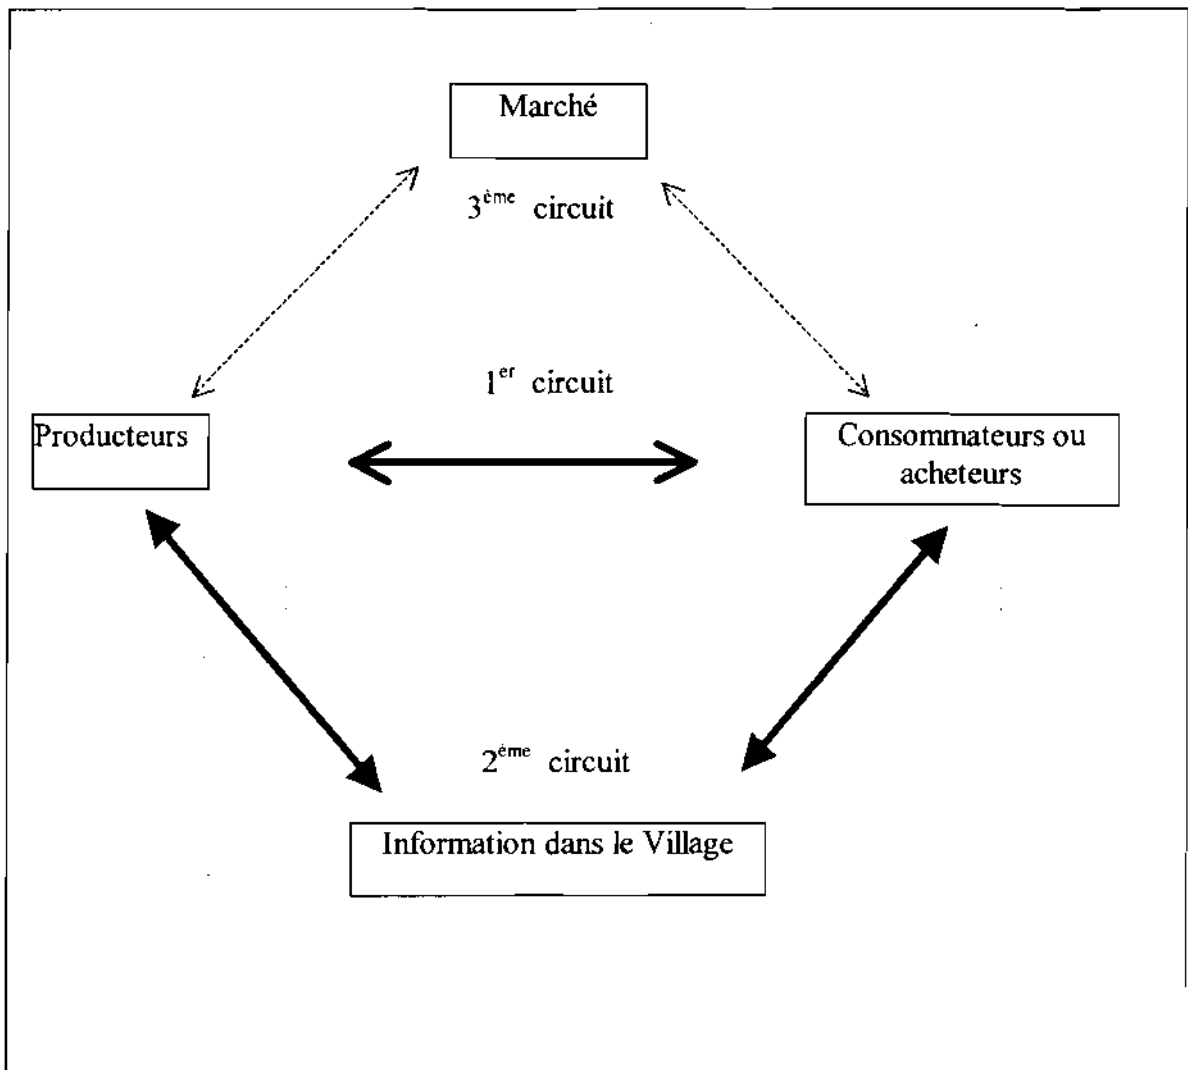 Marché
3ème circuit
1er circuit
Producteurs
Consommateurs ou
acheteurs
2ème circuit
Information dans le Village